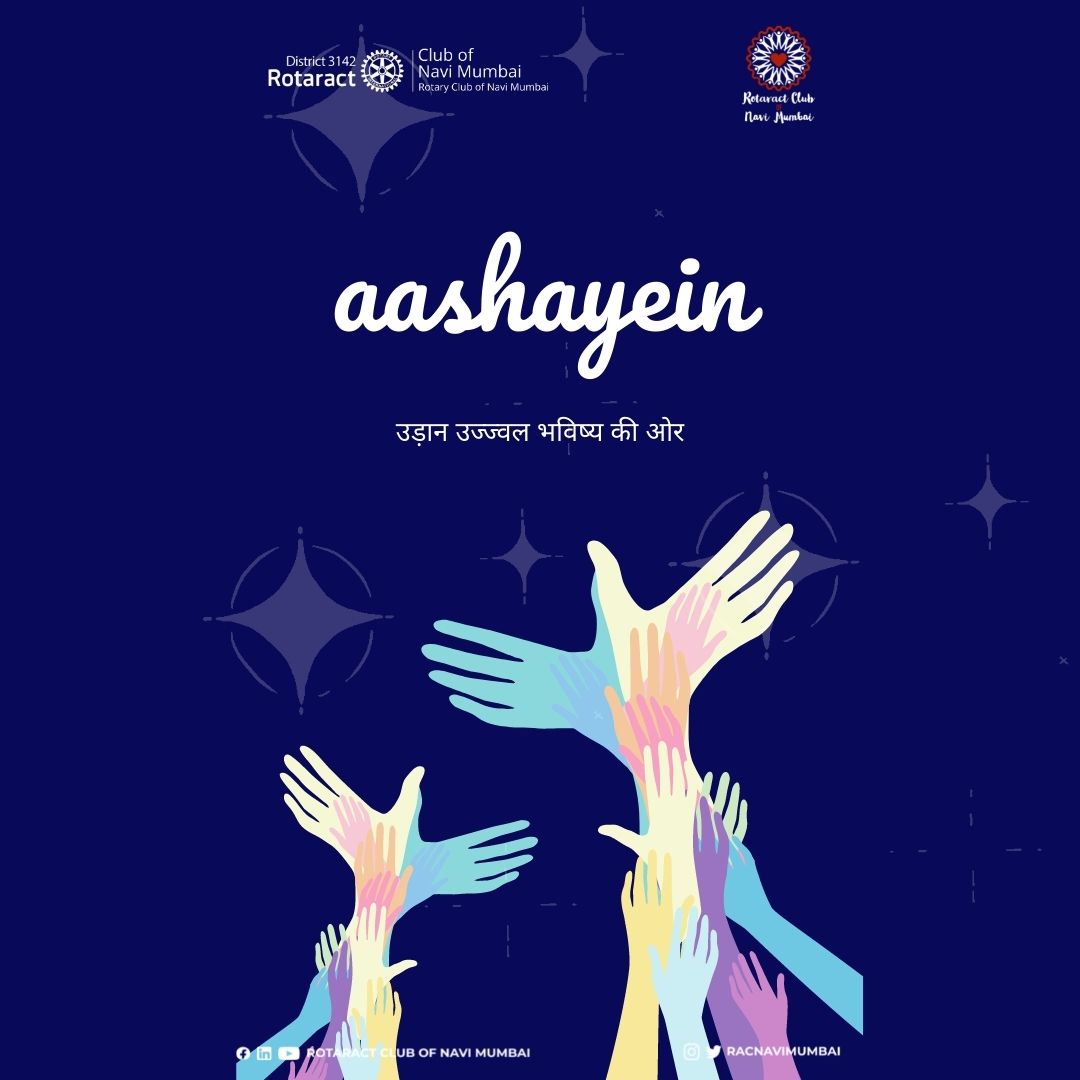 District 3142
Rotaract
Club of
Navi Mumbai
Rotary Club of Navi Mumbai
Rotaract Club
OF
Navi Mumbai
aashayein
उड़ान उज्ज्वल भविष्य की ओर
ROTARACT CLUB OF NAVI MUMBAI
RACNAVIMUMBAI